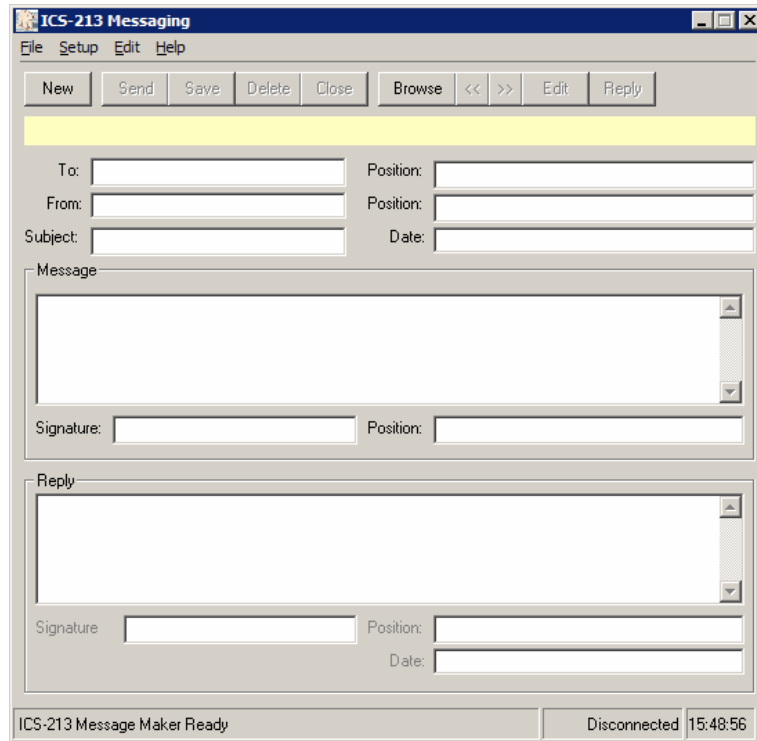 ICS-213 Messaging
File Setup Edit Help
New Send Save Delete Close Browse << >> Edit Reply
To: Position:
From: Position:
Subject: Date:
Message
Signature: Position:
Reply
Signature Position:
Date:
ICS-213 Message Maker Ready Disconnected 15:48:56